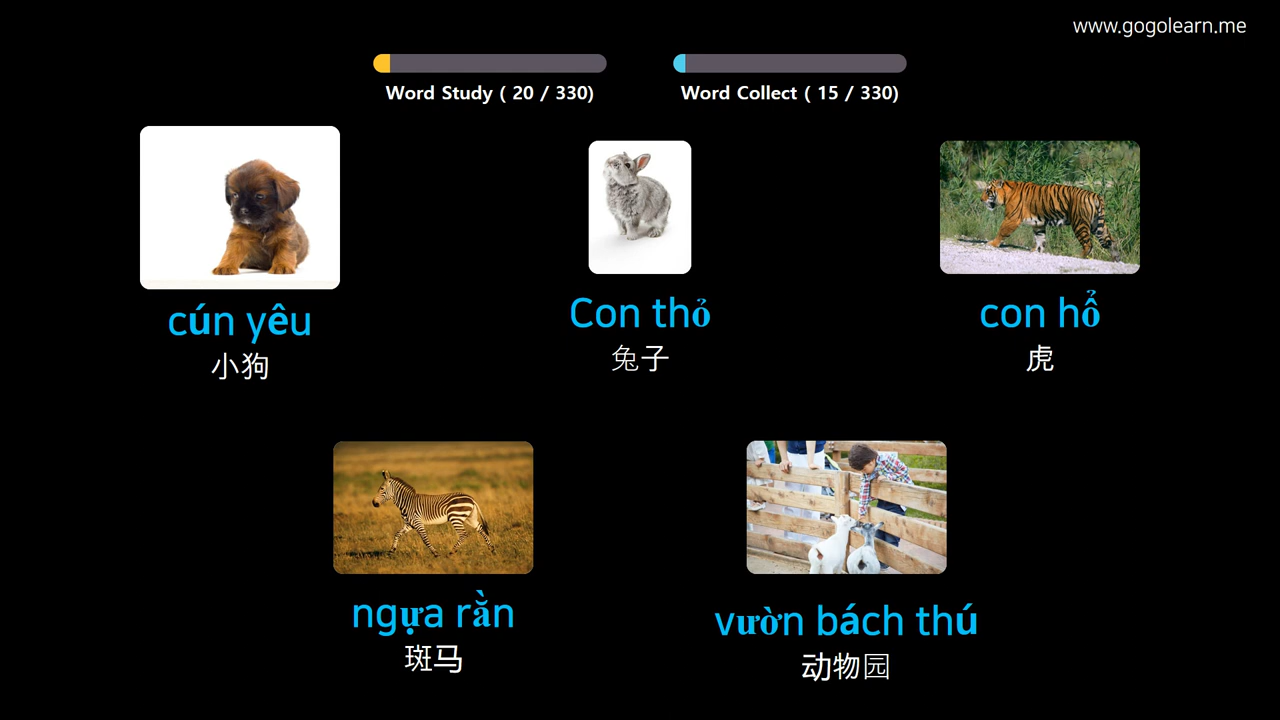 www.gogolearn.me
Word Study ( 20 / 330)
Word Collect ( 15 / 330)
cún yêu
小狗
Con thỏ
兔子
con hổ
虎
ngựa rằn
斑马
vườn bách thú
动物园